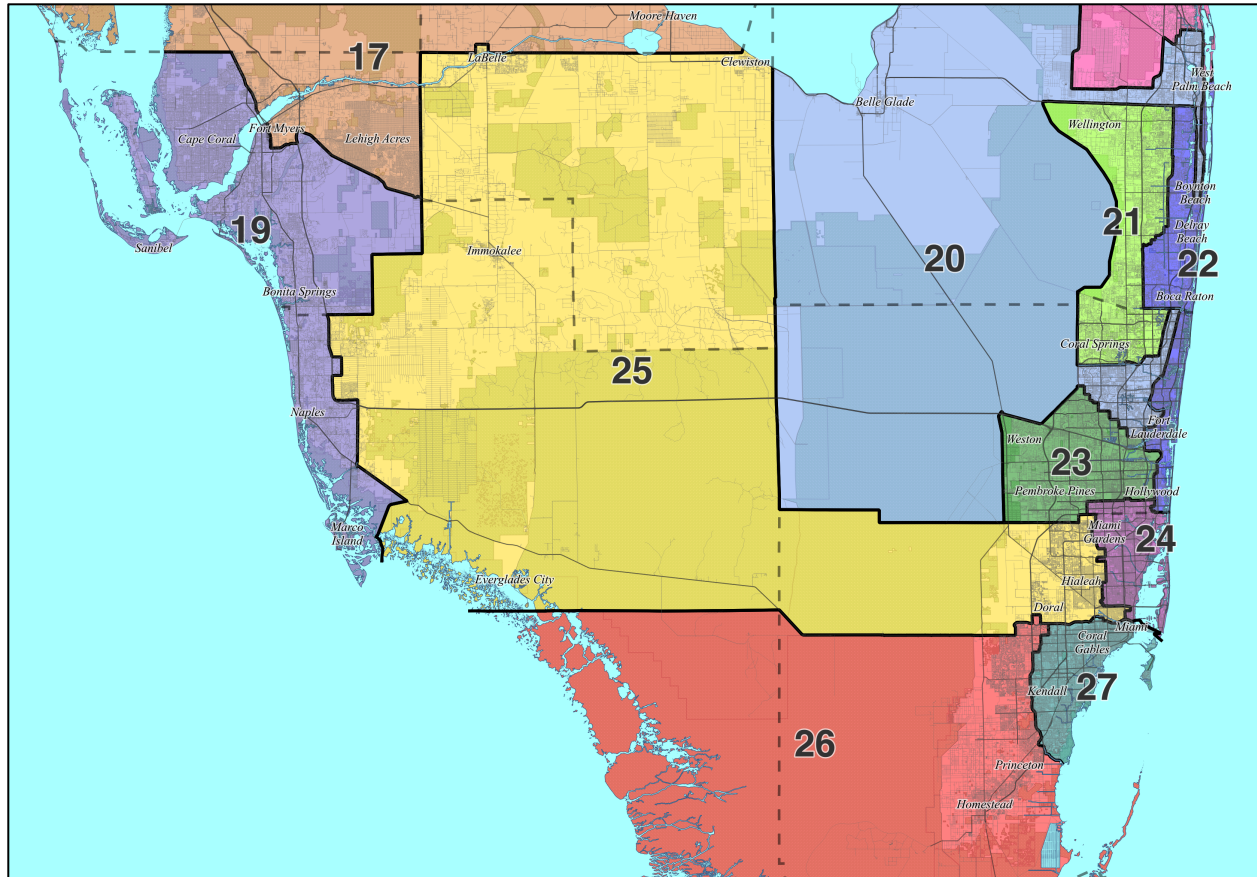 Moore Haven
17
LaBelle
Clewiston
West
Palm Beach
Belle Glade
Fort Myers
Cape Coral
Lehigh Acres
Wellington
Boynton
Beach
21
Delray
Beach
19
Sanibel
Immokalee
20
22
Bonita Springs
Boca Raton
Coral Springs
25
Naples
Fort
Lauderdale
Weston
23
Pembroke Pines
Hollywood
Marco
Island
Miami
Gardens
24
Everglades City
Hialeah
Doral
Miami
Coral
Gables
Kendall
27
26
Princeton
Homestead